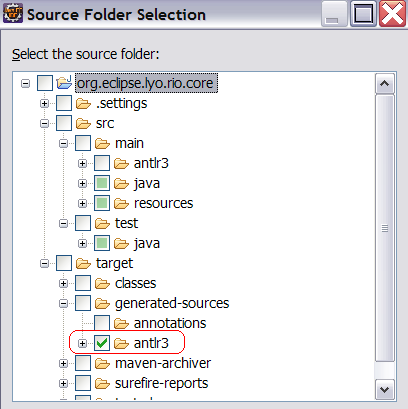 Source Folder Selection
Select the source folder:
org.eclipse.lyo.rio.core
.settings
src
main
antlr3
java
resources
test
java
target
classes
generated-sources
annotations
antlr3
maven-archiver
surefire-reports